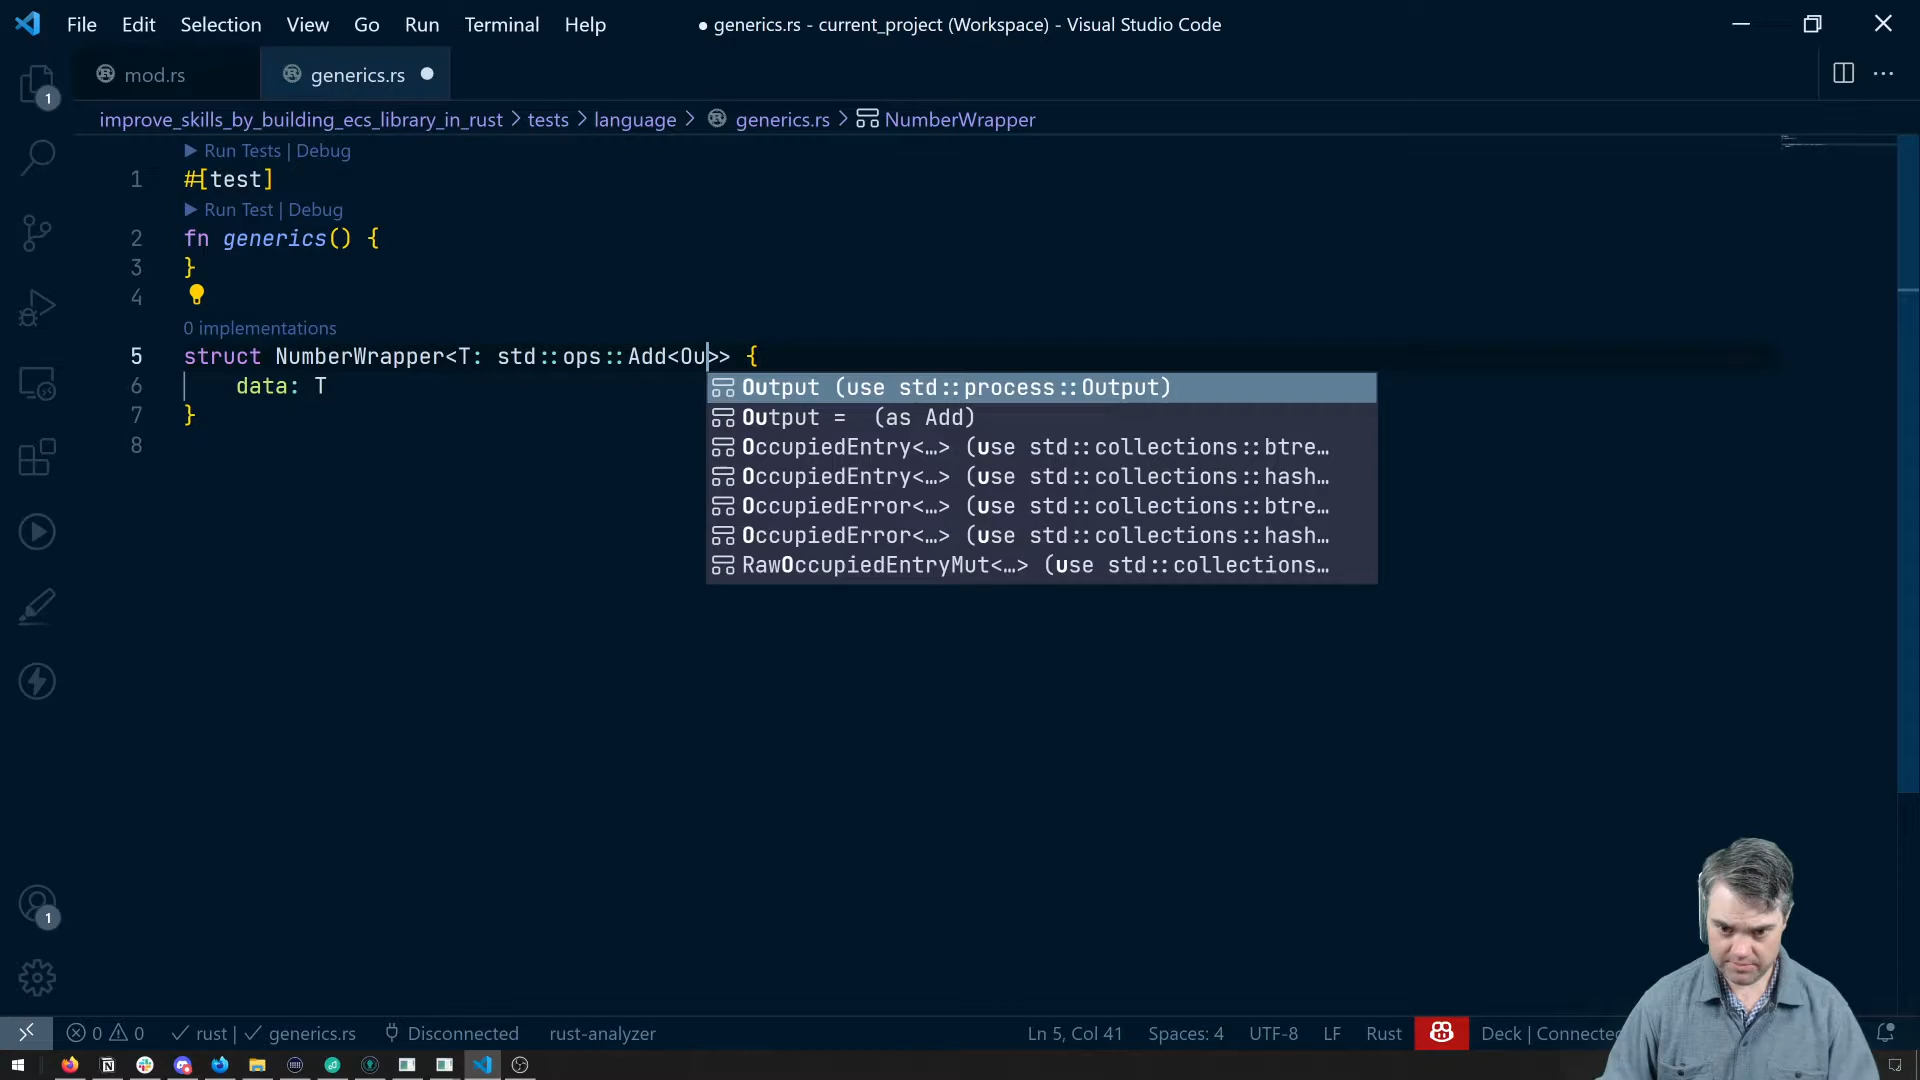 File Edit Selection View Go Run Terminal Help ● generics.rs - current_project (Workspace) - Visual Studio Code
mod.rs generics.rs ●
improve_skills_by_building_ecs_library_in_rust > tests > language > generics.rs > NumberWrapper
▶ Run Tests | Debug
1 #[test]
▶ Run Test | Debug
2 fn generics() {
3 }
4
0 implementations
5 struct NumberWrapper<T: std::ops::Add<Ou>> {
6 data: T
7 }
8
Output (use std::process::Output)
Output = (as Add)
OccupiedEntry<…> (use std::collections::btre…
OccupiedEntry<…> (use std::collections::hash…
OccupiedError<…> (use std::collections::btre…
OccupiedError<…> (use std::collections::hash…
RawOccupiedEntryMut<…> (use std::collections…
1
1
0 0 rust | generics.rs Disconnected rust-analyzer Ln 5, Col 41 Spaces: 4 UTF-8 LF Rust Deck | Connected